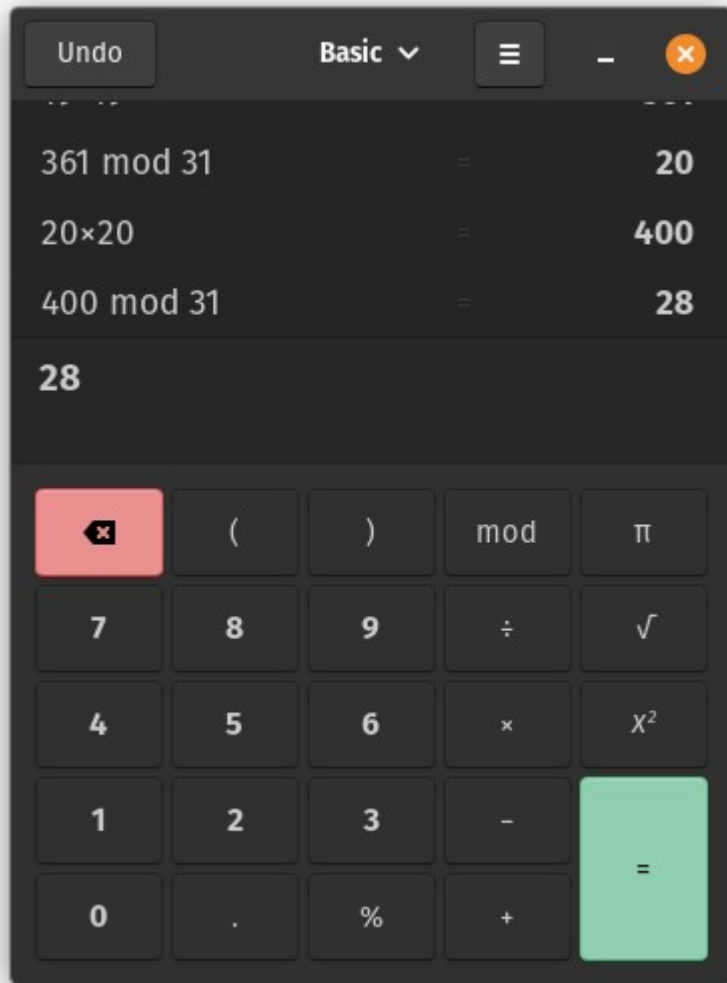 Undo Basic
361 mod 31 = 20
20×20 = 400
400 mod 31 = 28
28
( ) mod π
7 8 9 ÷ √
4 5 6 × X²
1 2 3 −
=
0 . % +